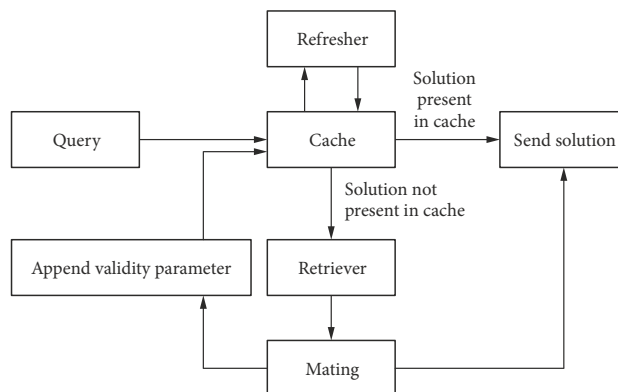 Refresher
Solution
present
in cache
Query
Cache
Send solution
Solution not
present in cache
Append validity parameter
Retriever
Mating